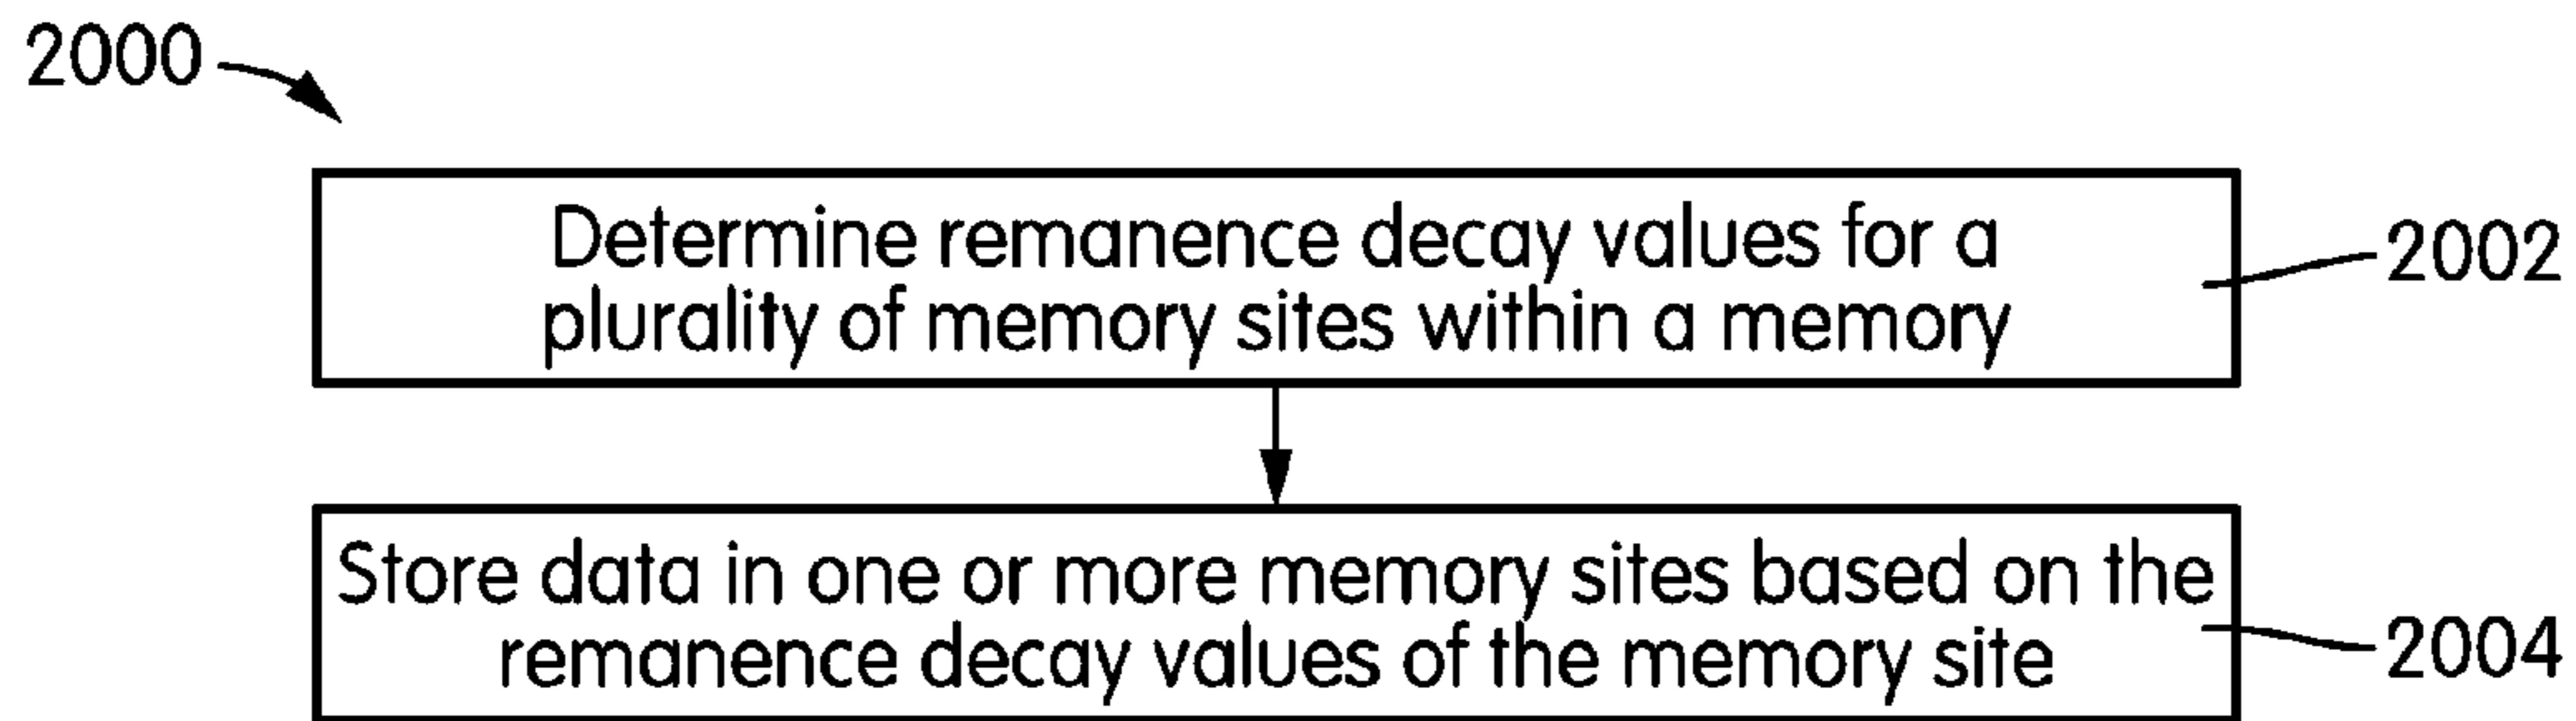 2000
Determine remanence decay values for a
plurality of memory sites within a memory
2002
Store data in one or more memory sites based on the
remanence decay values of the memory site
2004